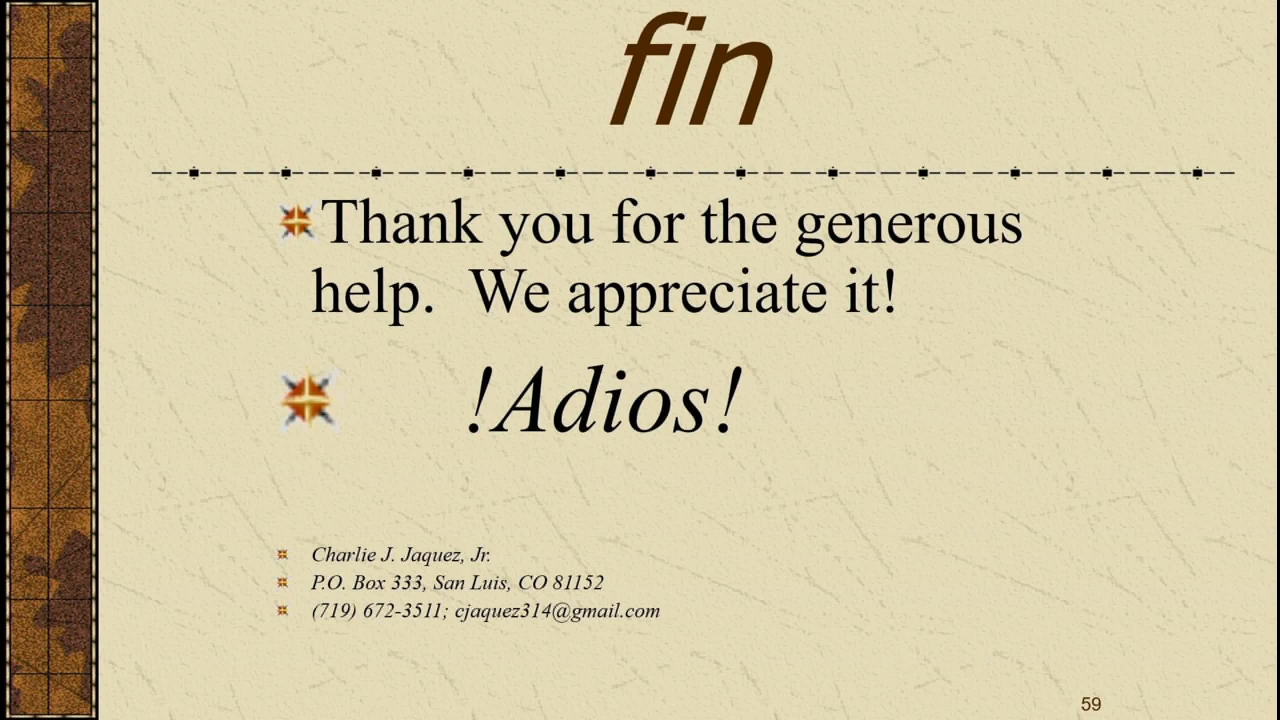 fin
Thank you for the generous
help.  We appreciate it!
!Adios!
Charlie J. Jaquez, Jr.
P.O. Box 333, San Luis, CO 81152
(719) 672-3511; cjaquez314@gmail.com
59